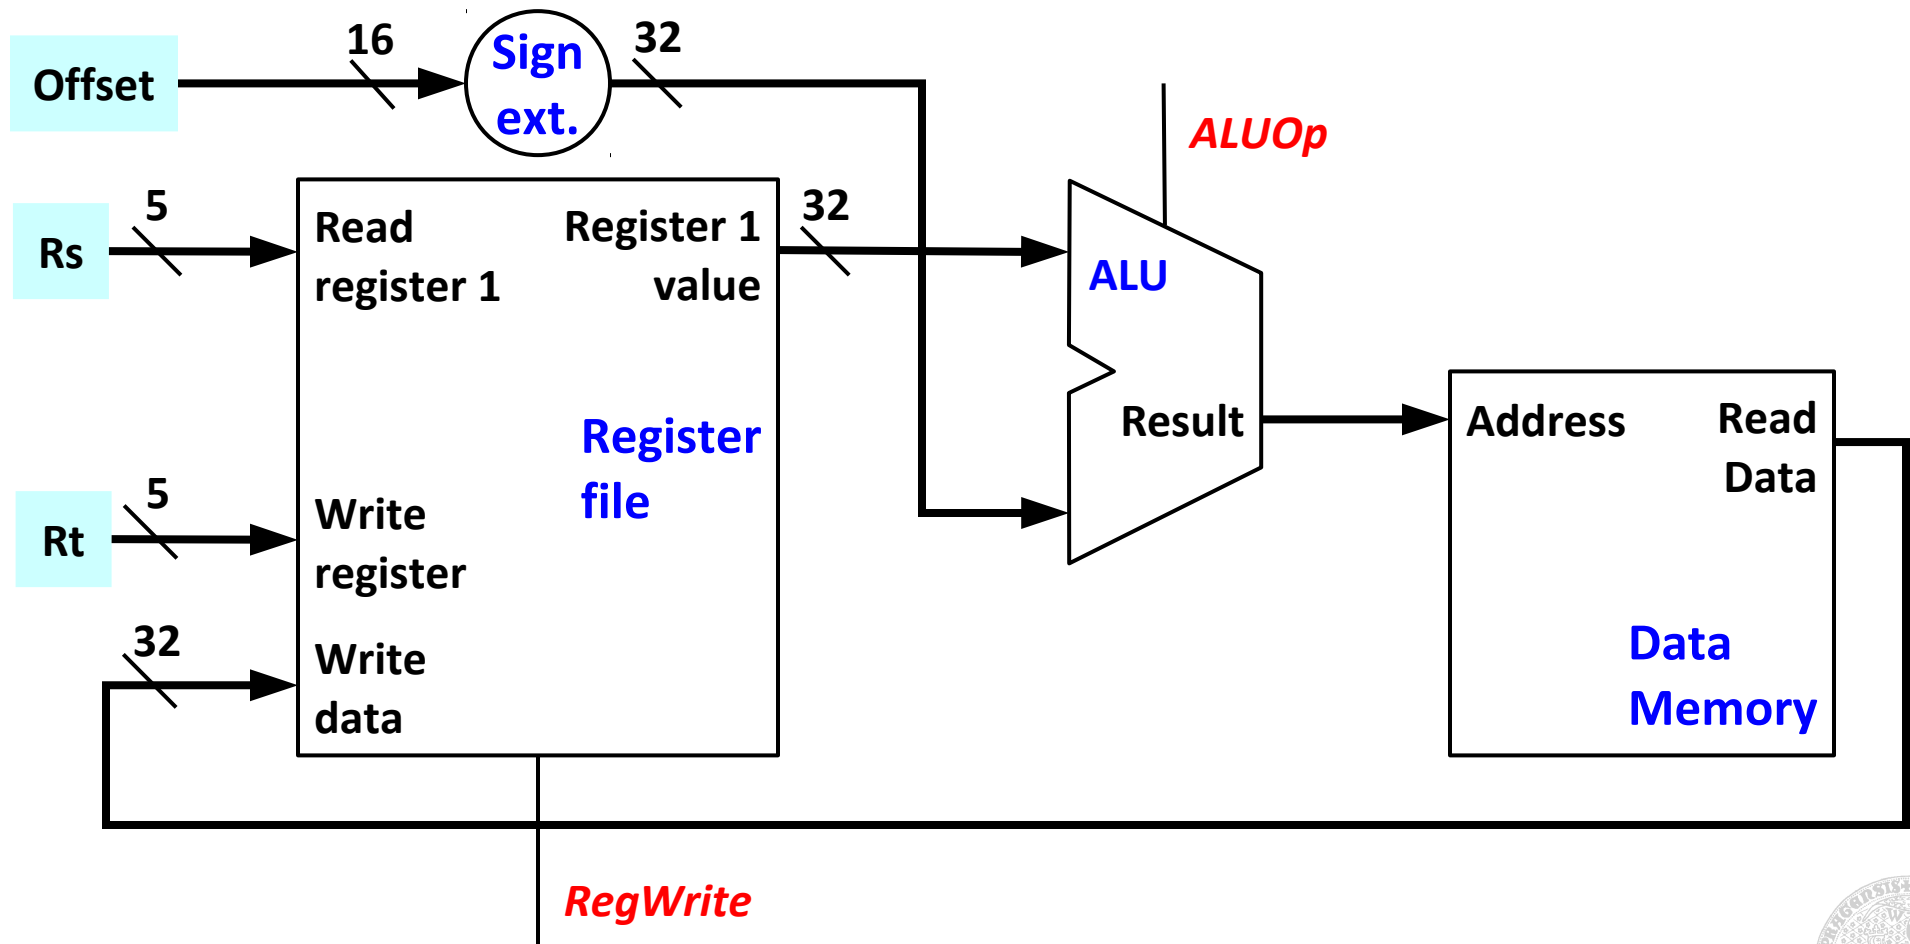 Offset
16
Sign
ext.
32
ALUOp
Rs
5
Read
register 1
Register 1
value
32
ALU
Result
Register
file
Rt
5
Write
register
32
Write
data
Address
Read
Data
Data
Memory
RegWrite